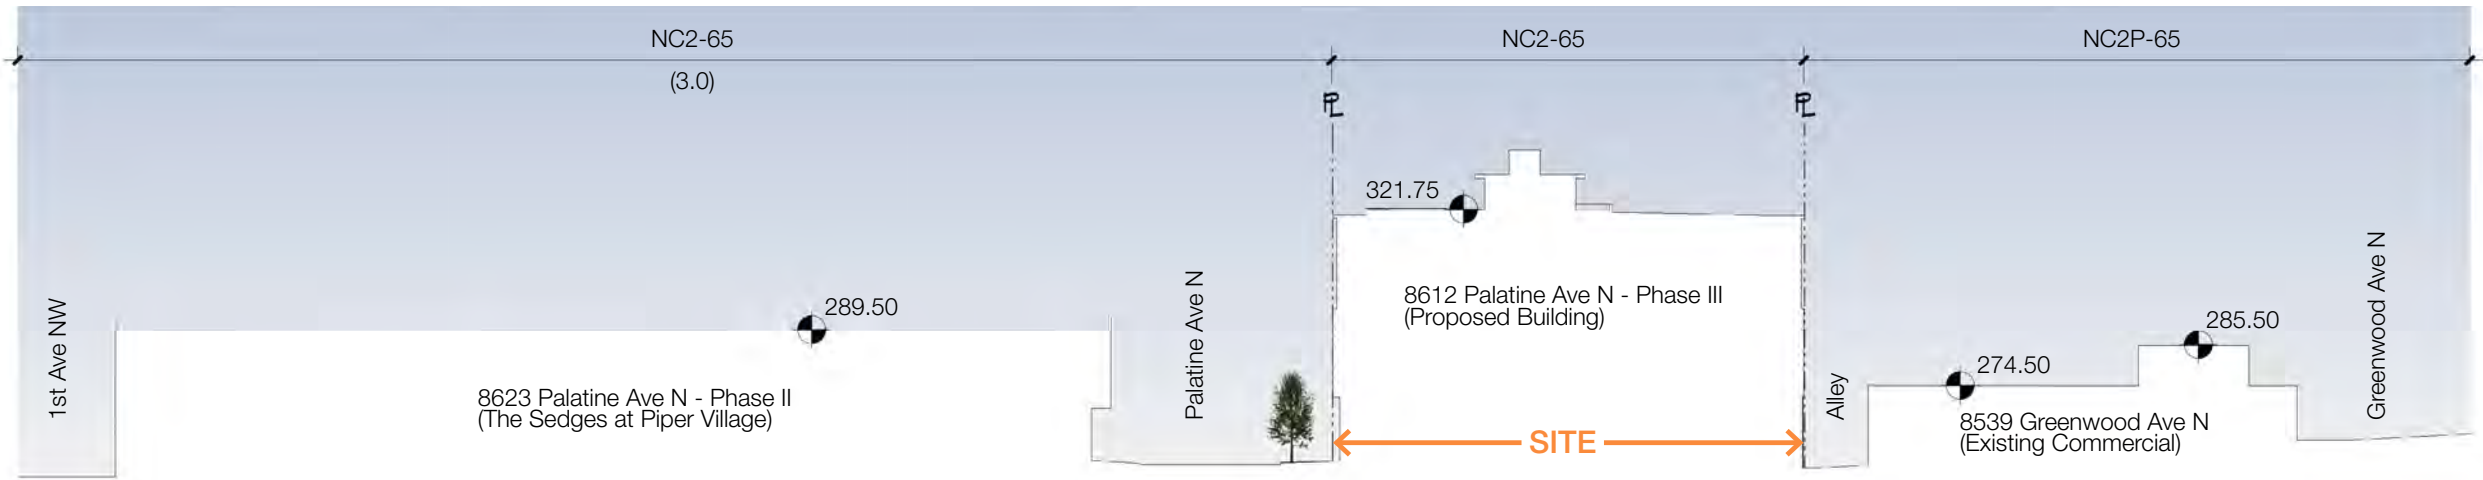 NC2-65
NC2-65
NC2P-65
(3.0)
PL
PL
321.75
289.50
8612 Palatine Ave N - Phase III
(Proposed Building)
285.50
274.50
1st Ave NW
8623 Palatine Ave N - Phase II
(The Sedges at Piper Village)
Palatine Ave N
SITE
Alley
8539 Greenwood Ave N
(Existing Commercial)
Greenwood Ave N